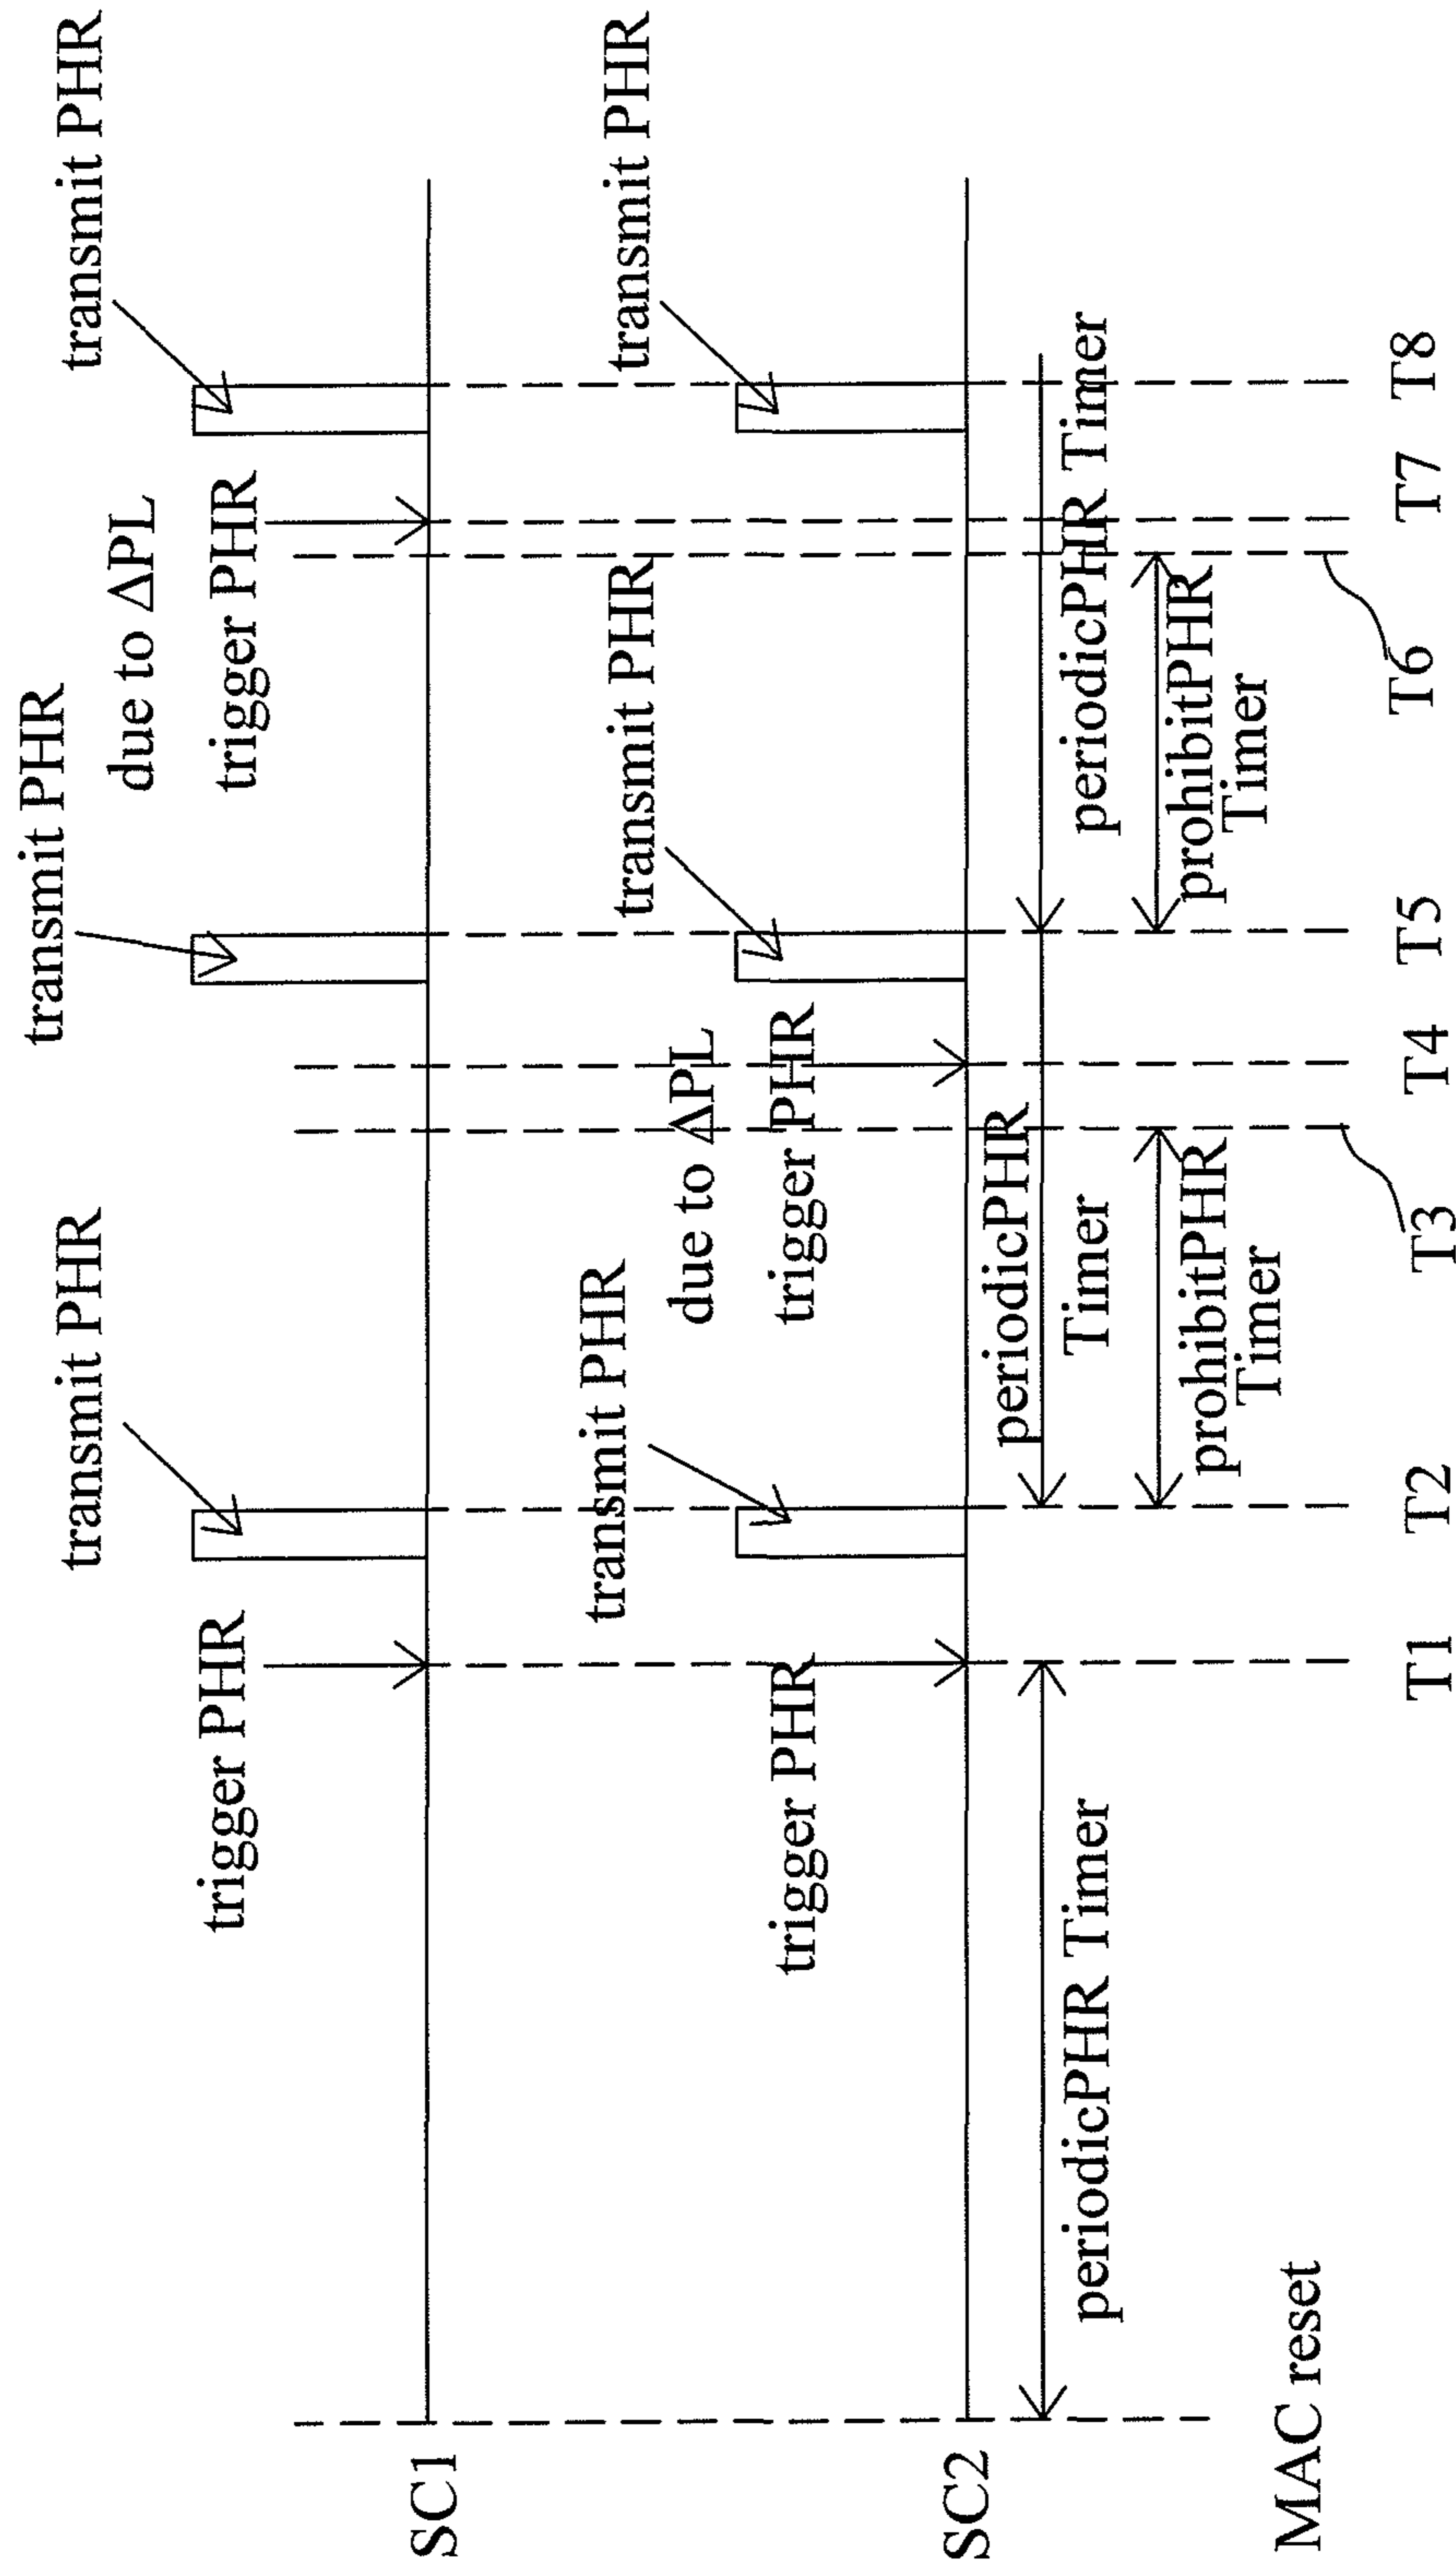 transmit PHR
transmit PHR
transmit PHR
due to ΔPL
trigger PHR
trigger PHR
SC1
transmit PHR
transmit PHR
transmit PHR
due to ΔPL
trigger PHR
trigger PHR
SC2
periodicPHR Timer
periodicPHR
Timer
periodicPHR Timer
prohibitPHR
Timer
prohibitPHR
Timer
MAC reset
T1
T2
T3
T4
T5
T6
T7
T8